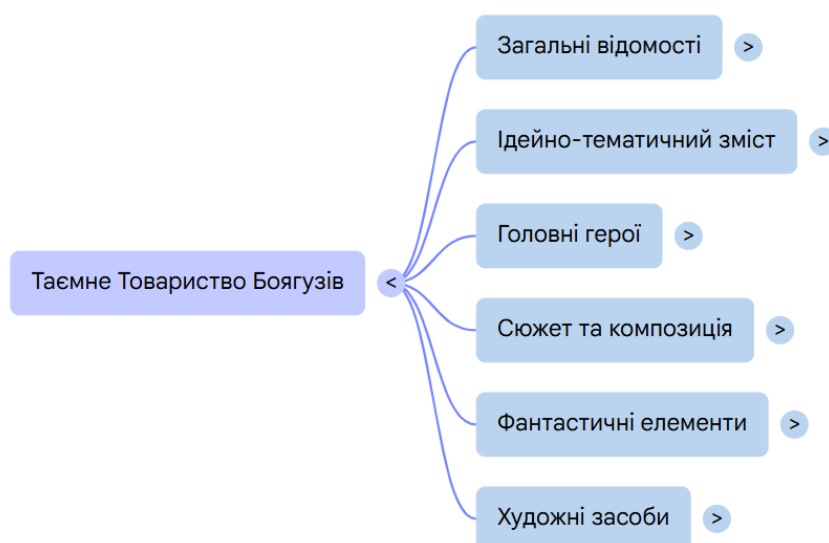 Загальні відомості >
Ідейно-тематичний зміст >
Головні герої >
Таємне Товариство Боягузів <
Сюжет та композиція >
Фантастичні елементи >
Художні засоби >